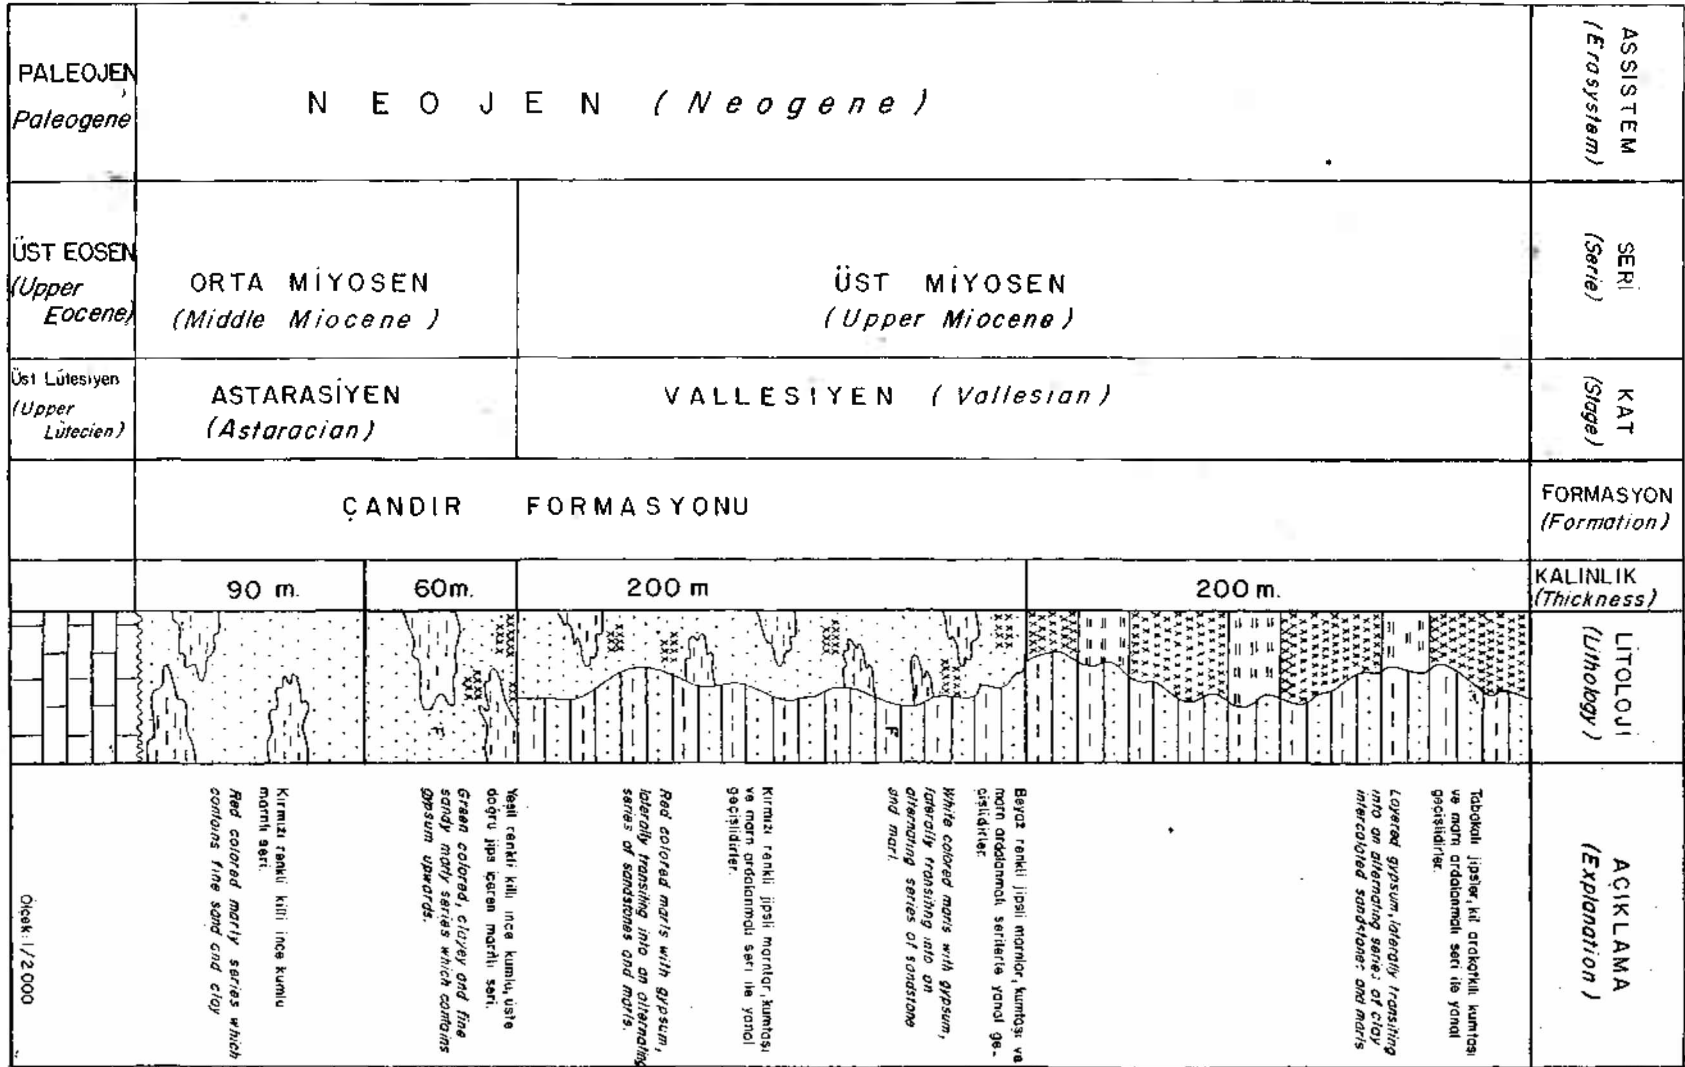 PALEOJEN
Paleogene
N E O J E N (Neogene)
ASSISTEM
(Erasystem)
ÜST EOSEN
(Upper
Eocene)
ORTA MİYOSEN
(Middle Miocene)
ÜST MİYOSEN
(Upper Miocene)
SERİ
(Serie)
Üst Lütesiyen
(Upper
Lütecien)
ASTARASİYEN
(Astaracian)
VALLESIYEN (Vallesian)
KAT
(Stage)
ÇANDIR FORMASYONU
FORMASYON
(Formation)
90 m.
60m.
200 m
200 m.
KALINLIK
(Thickness)
F
F
LİTOLOJİ
(Lithology)
Ölçek: 1/2000
Kırmızı renkli killi ince kumlu
marnlı seri.
Red colored marly series which
contains fine sand and clay
Yeşil renkli killi ince kumlu, üste
doğru jips içeren marnlı seri.
Green colored, clayey and fine
sandy marly series which contains
gypsum upwards.
Kırmızı renkli jipsli marnlar, kumtaşı
ve marn ardalanmalı seri ile yanal
geçişlidirler.
Red colored marls with gypsum,
laterally transiting into an alternating
series of sandstones and marls.
Beyaz renkli jipsli marnlar, kumtaşı ve
marn ardalanmalı serilerle yanal ge-
çişlidirler.
White colored marls with gypsum,
laterally transiting into an
alternating series of sandstone
and marl.
Tabakalı jipsler, kil arakatkılı kumtaşı
ve marn ardalanmalı seri ile yanal
geçişlidirler.
Layered gypsum, laterally transiting
into an alternating series of clay
intercalated sandstones and marls
AÇIKLAMA
(Explanation)